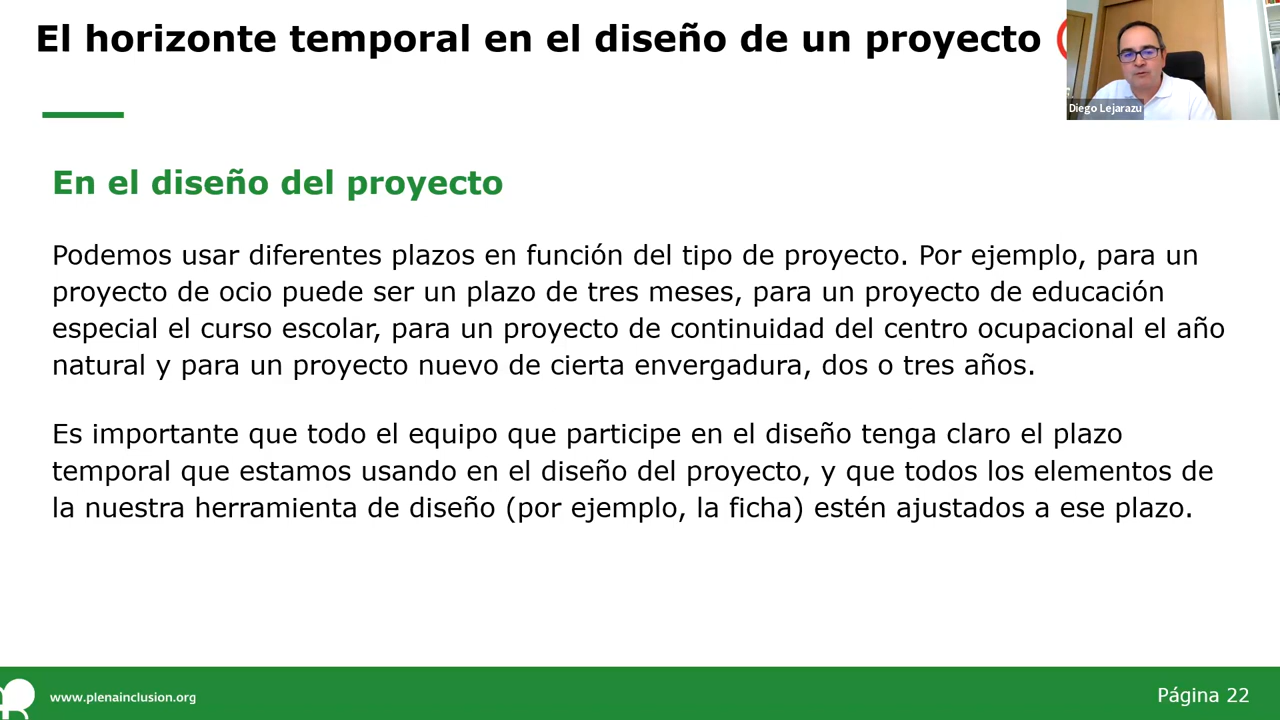 El horizonte temporal en el diseño de un proyecto
Diego Lejarazu
En el diseño del proyecto
Podemos usar diferentes plazos en función del tipo de proyecto. Por ejemplo, para un
proyecto de ocio puede ser un plazo de tres meses, para un proyecto de educación
especial el curso escolar, para un proyecto de continuidad del centro ocupacional el año
natural y para un proyecto nuevo de cierta envergadura, dos o tres años.
Es importante que todo el equipo que participe en el diseño tenga claro el plazo
temporal que estamos usando en el diseño del proyecto, y que todos los elementos de
la nuestra herramienta de diseño (por ejemplo, la ficha) estén ajustados a ese plazo.
www.plenainclusion.org
Página 22